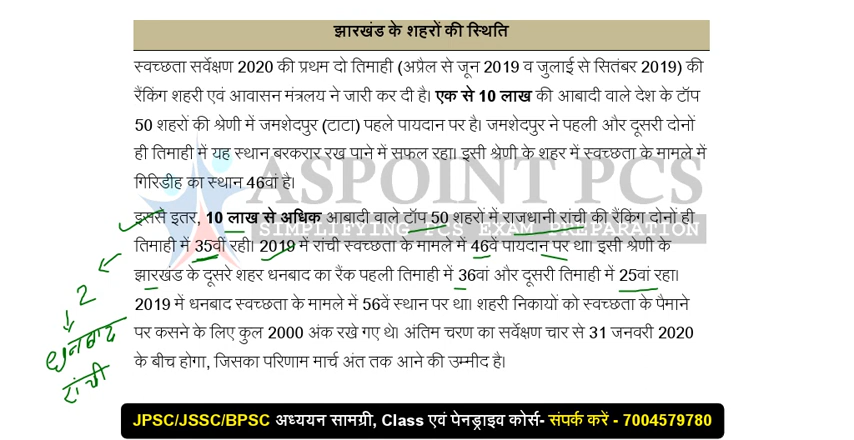 झारखंड के शहरों की स्थिति
स्वच्छता सर्वेक्षण 2020 की प्रथम दो तिमाही (अप्रैल से जून 2019 व जुलाई से सितंबर 2019) की
रैंकिंग शहरी एवं आवासन मंत्रलय ने जारी कर दी है। एक से 10 लाख की आबादी वाले देश के टॉप
50 शहरों की श्रेणी में जमशेदपुर (टाटा) पहले पायदान पर है। जमशेदपुर ने पहली और दूसरी दोनों
ही तिमाही में यह स्थान बरकरार रख पाने में सफल रहा। इसी श्रेणी के शहर में स्वच्छता के मामले में
गिरिडीह का स्थान 46वां है।
ASPOINT PCS
SIMPLIFYING PCS EXAM PREPARATION
इससे इतर, 10 लाख से अधिक आबादी वाले टॉप 50 शहरों में राजधानी रांची की रैंकिंग दोनों ही
तिमाही में 35वीं रही। 2019 में रांची स्वच्छता के मामले में 46वें पायदान पर था। इसी श्रेणी के
झारखंड के दूसरे शहर धनबाद का रैंक पहली तिमाही में 36वां और दूसरी तिमाही में 25वां रहा।
2019 में धनबाद स्वच्छता के मामले में 56वें स्थान पर था। शहरी निकायों को स्वच्छता के पैमाने
पर कसने के लिए कुल 2000 अंक रखे गए थे। अंतिम चरण का सर्वेक्षण चार से 31 जनवरी 2020
के बीच होगा, जिसका परिणाम मार्च अंत तक आने की उम्मीद है।
2
धनबाद
रांची
JPSC/JSSC/BPSC अध्ययन सामग्री, Class एवं पेनड्राइव कोर्स- संपर्क करें - 7004579780